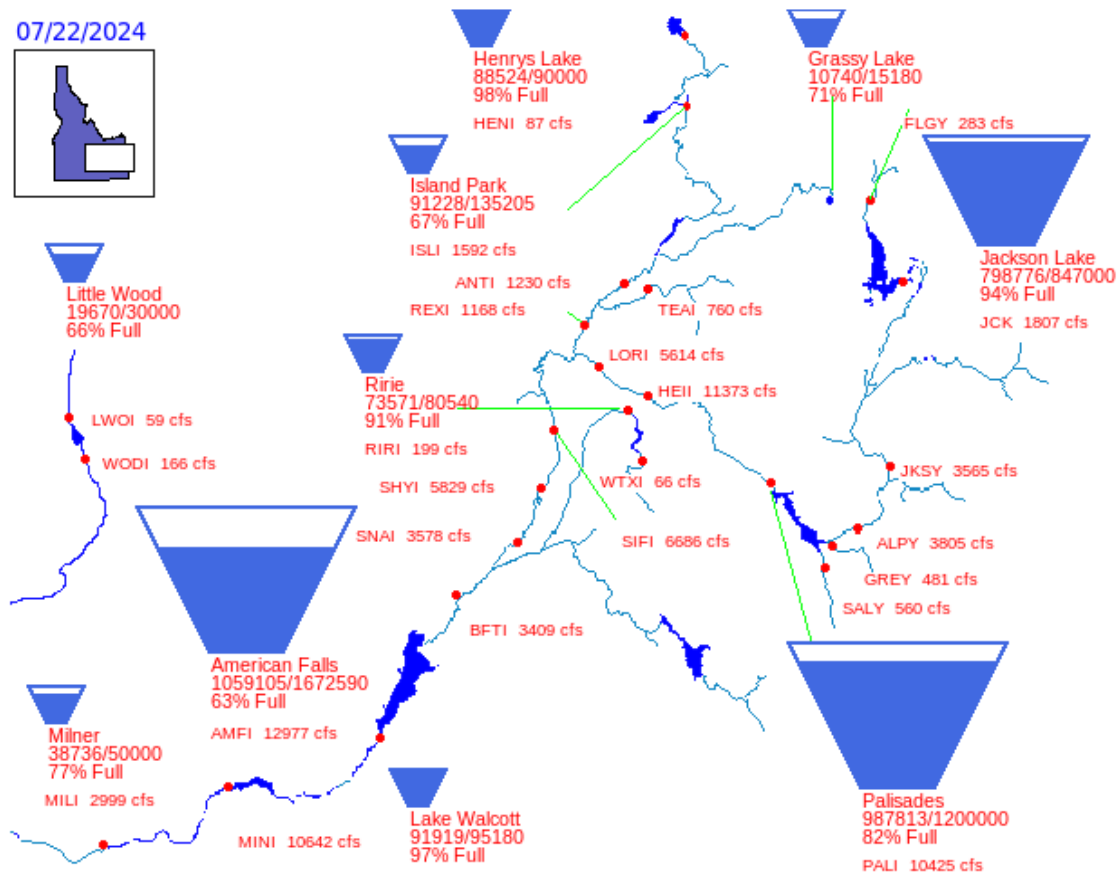 07/22/2024
Henrys Lake
88524/90000
98% Full
HENI 87 cfs
Grassy Lake
10740/15180
71% Full
FLGY 283 cfs
Island Park
91228/135205
67% Full
ISLI 1592 cfs
Jackson Lake
798776/847000
94% Full
JCK 1807 cfs
Little Wood
19670/30000
66% Full
ANTI 1230 cfs
REXI 1168 cfs
TEAI 760 cfs
LORI 5614 cfs
HEII 11373 cfs
Ririe
73571/80540
91% Full
RIRI 199 cfs
LWOI 59 cfs
WODI 166 cfs
SHYI 5829 cfs
WTXI 66 cfs
JKSY 3565 cfs
SNAI 3578 cfs
SIFI 6686 cfs
ALPY 3805 cfs
GREY 481 cfs
SALY 560 cfs
BFTI 3409 cfs
American Falls
1059105/1672590
63% Full
AMFI 12977 cfs
Milner
38736/50000
77% Full
MILI 2999 cfs
MINI 10642 cfs
Lake Walcott
91919/95180
97% Full
Palisades
987813/1200000
82% Full
PALI 10425 cfs